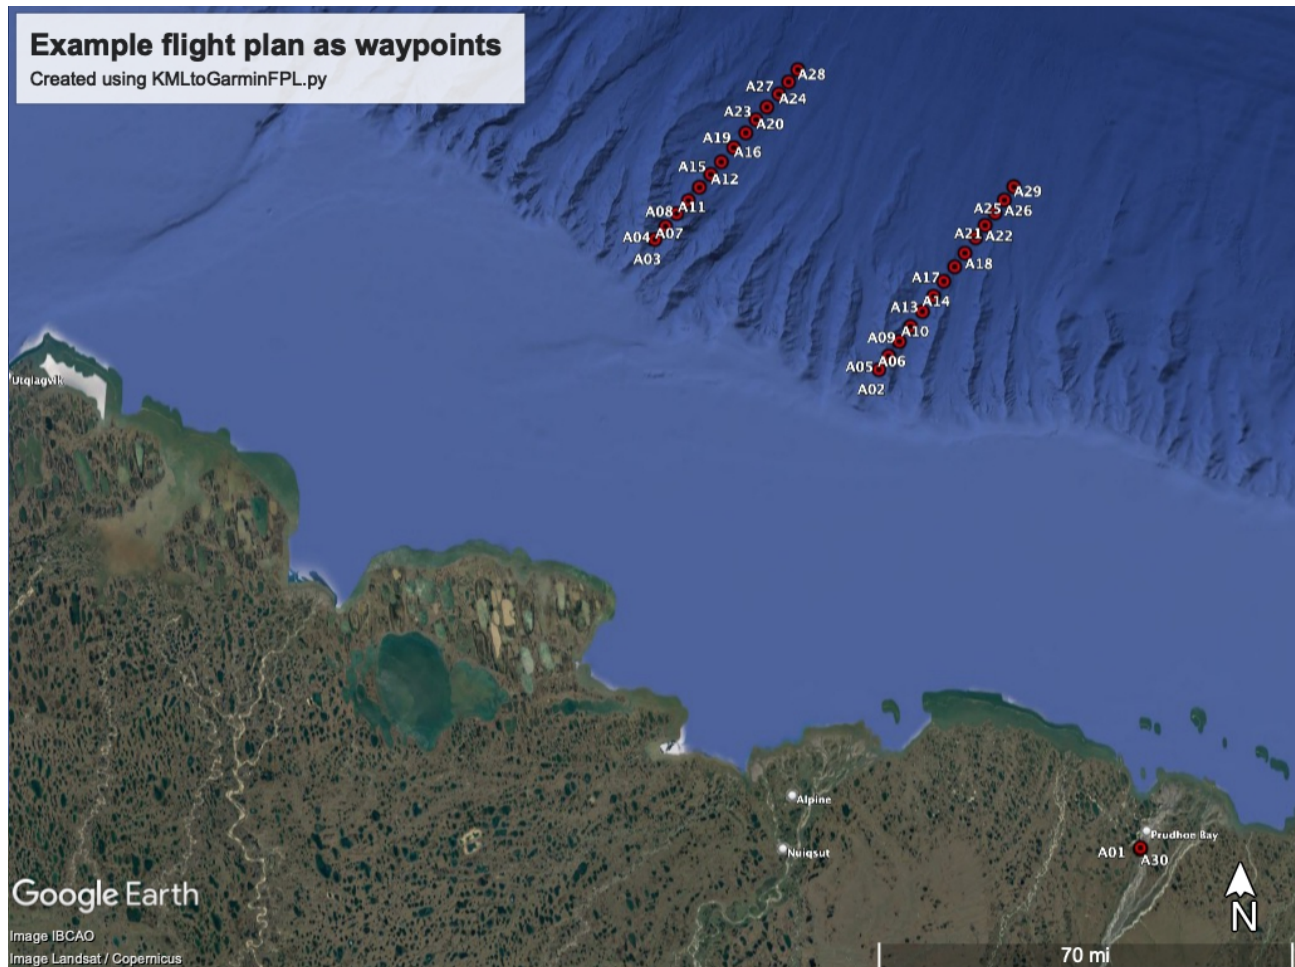 Example flight plan as waypoints
Created using KMLtoGarminFPL.py
A28
A27
A24
A23
A20
A19
A16
A15
A12
A11
A08
A07
A04
A03
A29
A26
A25
A22
A21
A18
A17
A14
A13
A10
A09
A06
A05
A02
Utqiagvik
Alpine
Prudhoe Bay
Nuiqsut
A01
A30
Google Earth
N
Image IBCAO
Image Landsat / Copernicus
70 mi